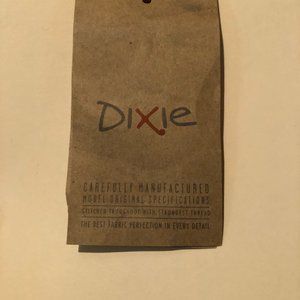 DIXIE
CAREFULLY MANUFACTURED
MODEL ORIGINAL SPECIFICATIONS
STITCHED THROUGHOUT WITH STRONGEST THREAD
THE BEST FABRIC PERFECTION IN EVERY DETAIL